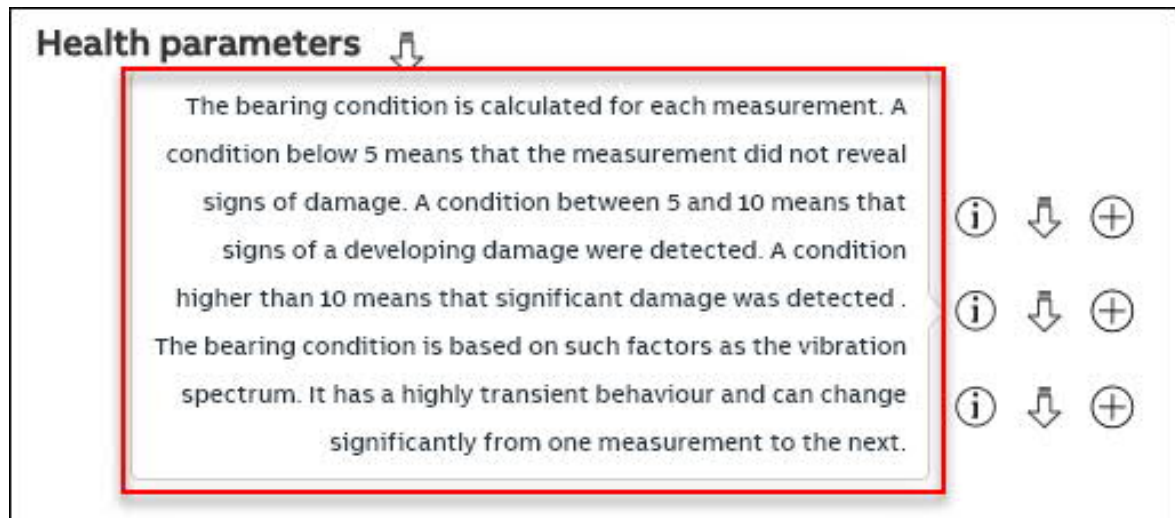 Health parameters
The bearing condition is calculated for each measurement. A
condition below 5 means that the measurement did not reveal
signs of damage. A condition between 5 and 10 means that
signs of a developing damage were detected. A condition
higher than 10 means that significant damage was detected .
The bearing condition is based on such factors as the vibration
spectrum. It has a highly transient behaviour and can change
significantly from one measurement to the next.